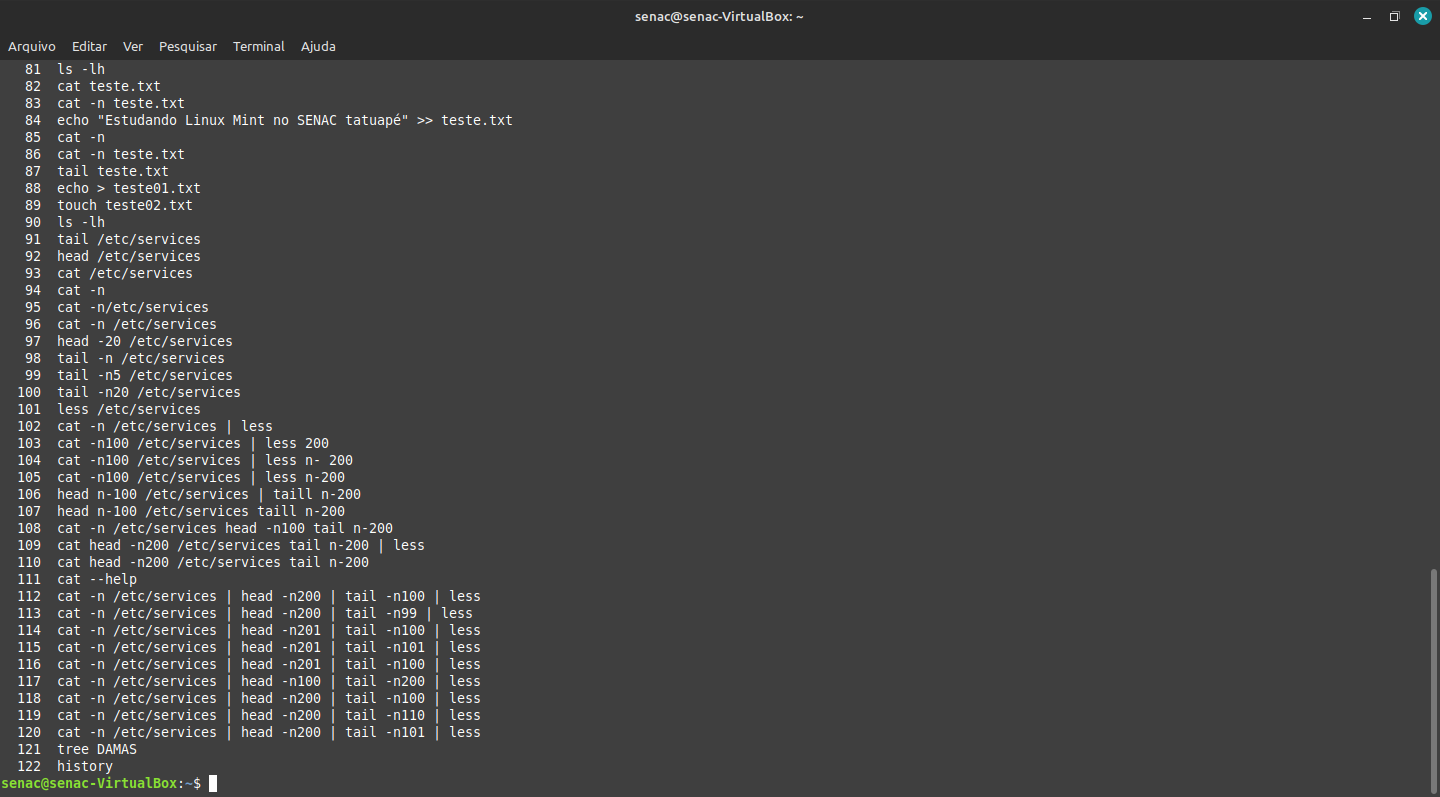 senac@senac-VirtualBox: ~
Arquivo Editar Ver Pesquisar Terminal Ajuda
81 ls -lh
82 cat teste.txt
83 cat -n teste.txt
84 echo "Estudando Linux Mint no SENAC tatuapé" >> teste.txt
85 cat -n
86 cat -n teste.txt
87 tail teste.txt
88 echo > teste01.txt
89 touch teste02.txt
90 ls -lh
91 tail /etc/services
92 head /etc/services
93 cat /etc/services
94 cat -n
95 cat -n/etc/services
96 cat -n /etc/services
97 head -20 /etc/services
98 tail -n /etc/services
99 tail -n5 /etc/services
100 tail -n20 /etc/services
101 less /etc/services
102 cat -n /etc/services | less
103 cat -n100 /etc/services | less 200
104 cat -n100 /etc/services | less n- 200
105 cat -n100 /etc/services | less n-200
106 head n-100 /etc/services | taill n-200
107 head n-100 /etc/services taill n-200
108 cat -n /etc/services head -n100 tail n-200
109 cat head -n200 /etc/services tail n-200 | less
110 cat head -n200 /etc/services tail n-200
111 cat --help
112 cat -n /etc/services | head -n200 | tail -n100 | less
113 cat -n /etc/services | head -n200 | tail -n99 | less
114 cat -n /etc/services | head -n201 | tail -n100 | less
115 cat -n /etc/services | head -n201 | tail -n101 | less
116 cat -n /etc/services | head -n201 | tail -n100 | less
117 cat -n /etc/services | head -n100 | tail -n200 | less
118 cat -n /etc/services | head -n200 | tail -n100 | less
119 cat -n /etc/services | head -n200 | tail -n110 | less
120 cat -n /etc/services | head -n200 | tail -n101 | less
121 tree DAMAS
122 history
senac@senac-VirtualBox:~$